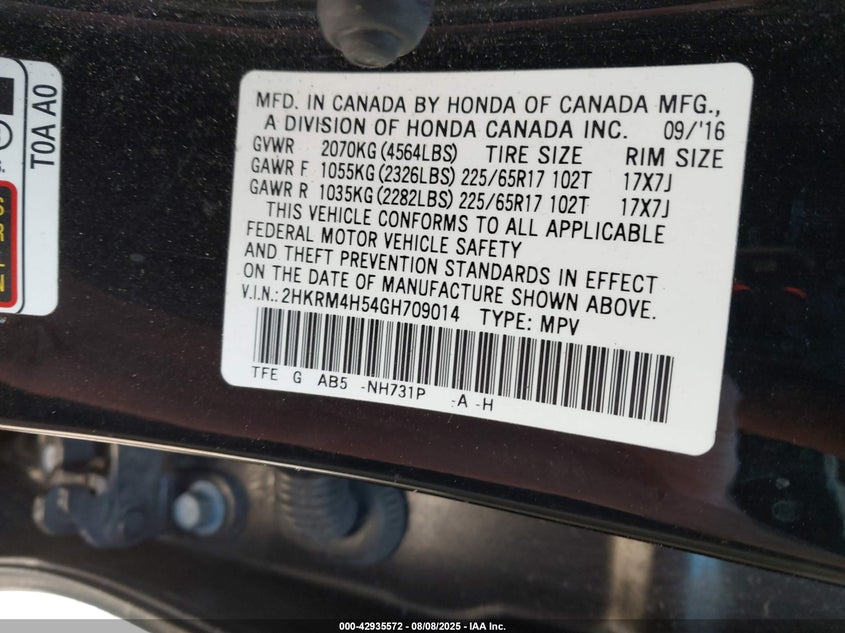 T0A A0
MFD. IN CANADA BY HONDA OF CANADA MFG.,
A DIVISION OF HONDA CANADA INC. 09/'16
GVWR 2070KG(4564LBS) TIRE SIZE RIM SIZE
GAWR F 1055KG(2326LBS) 225/65R17 102T 17X7J
GAWR R 1035KG(2282LBS) 225/65R17 102T 17X7J
THIS VEHICLE CONFORMS TO ALL APPLICABLE
FEDERAL MOTOR VEHICLE SAFETY
AND THEFT PREVENTION STANDARDS IN EFFECT
ON THE DATE OF MANUFACTURE SHOWN ABOVE.
V.I.N.: 2HKRM4H54GH709014 TYPE: MPV
TFE G AB5 -NH731P -A -H
000-42935572 - 08/08/2025 - IAA Inc.